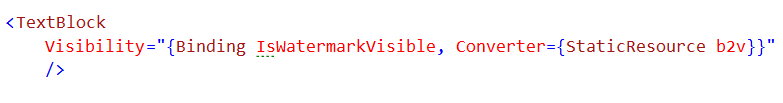 <TextBlock
Visibility="{Binding IsWatermarkVisible, Converter={StaticResource b2v}}"
/>